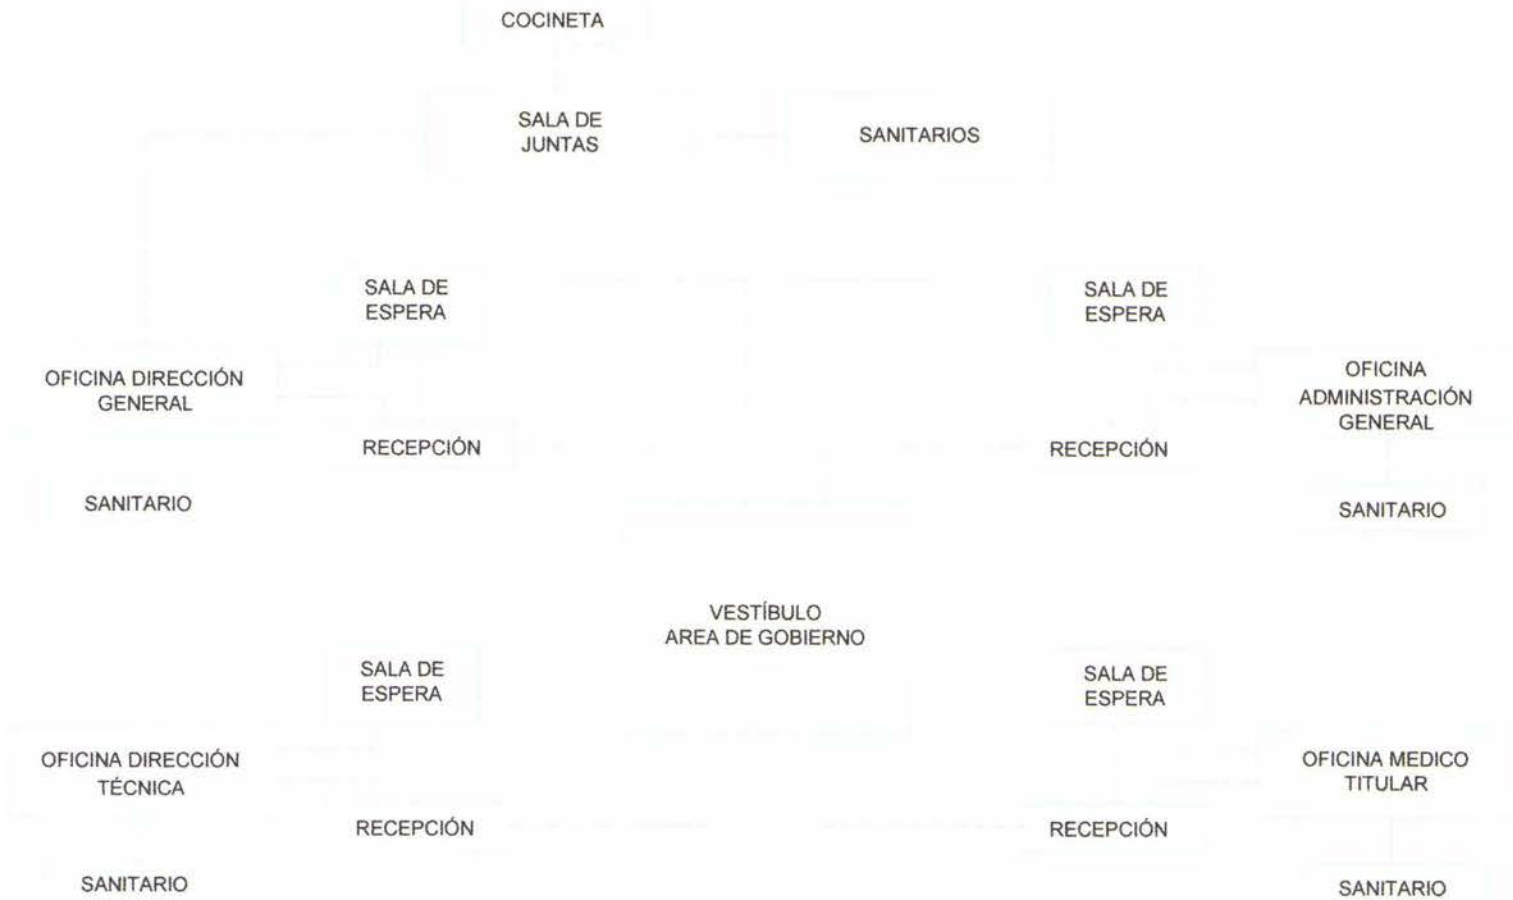 COCINETA
SALA DE
JUNTAS
SANITARIOS
SALA DE
ESPERA
SALA DE
ESPERA
OFICINA DIRECCIÓN
GENERAL
OFICINA
ADMINISTRACIÓN
GENERAL
RECEPCIÓN
RECEPCIÓN
SANITARIO
SANITARIO
VESTÍBULO
AREA DE GOBIERNO
SALA DE
ESPERA
SALA DE
ESPERA
OFICINA DIRECCIÓN
TÉCNICA
OFICINA MEDICO
TITULAR
RECEPCIÓN
RECEPCIÓN
SANITARIO
SANITARIO